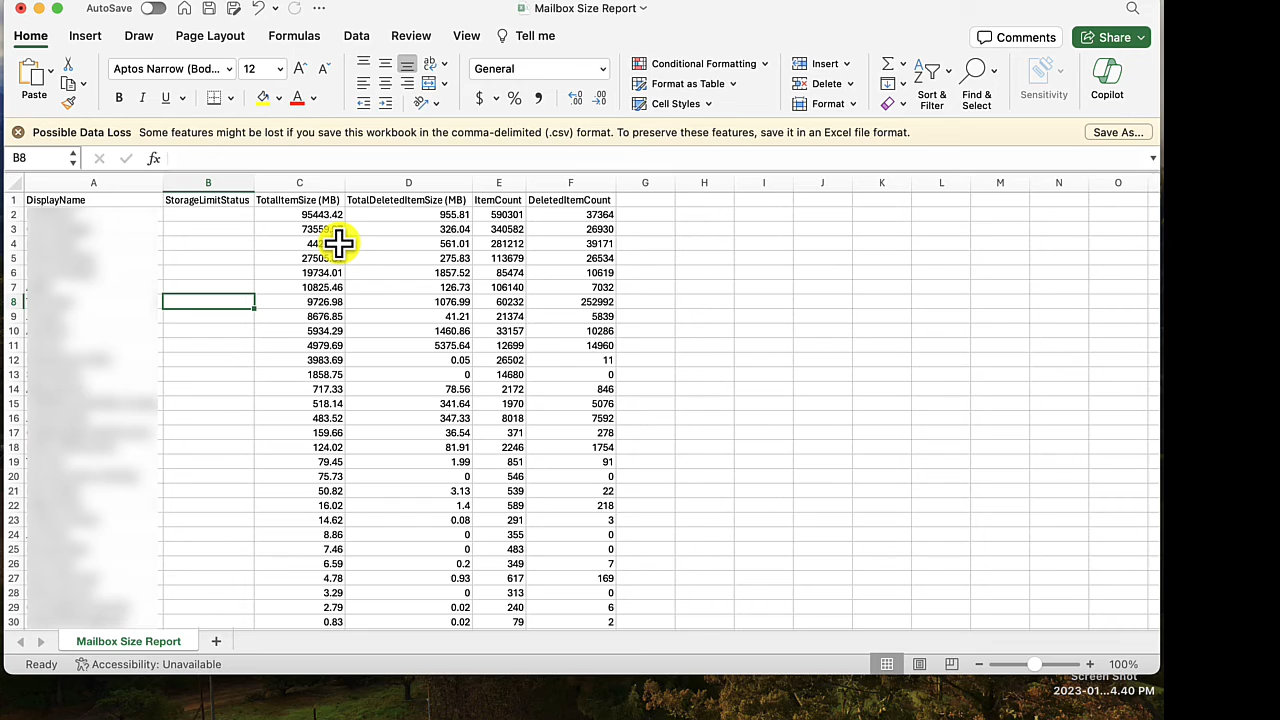 AutoSave
Mailbox Size Report
Home Insert Draw Page Layout Formulas Data Review View Tell me Comments Share
Paste Aptos Narrow (Bod... 12 General Conditional Formatting Format as Table Cell Styles Insert Delete Format Sort & Filter Find & Select Sensitivity Copilot
Possible Data Loss Some features might be lost if you save this workbook in the comma-delimited (.csv) format. To preserve these features, save it in an Excel file format. Save As...
B8 fx
A B C D E F G H I J K L M N O
1 DisplayName StorageLimitStatus TotalItemSize (MB) TotalDeletedItemSize (MB) ItemCount DeletedItemCount
2 95443.42 955.81 590301 37364
3 326.04 340582 26930
4 561.01 281212 39171
5 275.83 113679 26534
6 19734.01 1857.52 85474 10619
7 10825.46 126.73 106140 7032
8 9726.98 1076.99 60232 252992
9 8676.85 41.21 21374 5839
10 5934.29 1460.86 33157 10286
11 4979.69 5375.64 12699 14960
12 3983.69 0.05 26502 11
13 1858.75 0 14680 0
14 717.33 78.56 2172 846
15 518.14 341.64 1970 5076
16 483.52 347.33 8018 7592
17 159.66 36.54 371 278
18 124.02 81.91 2246 1754
19 79.45 1.99 851 91
20 75.73 0 546 0
21 50.82 3.13 539 22
22 16.02 1.4 589 218
23 14.62 0.08 291 3
24 8.86 0 355 0
25 7.46 0 483 0
26 6.59 0.2 349 7
27 4.78 0.93 617 169
28 3.29 0 313 0
29 2.79 0.02 240 6
30 0.83 0.02 79 2
Mailbox Size Report
Ready Accessibility: Unavailable 100%
Screen Shot
2023-01...4.40 PM